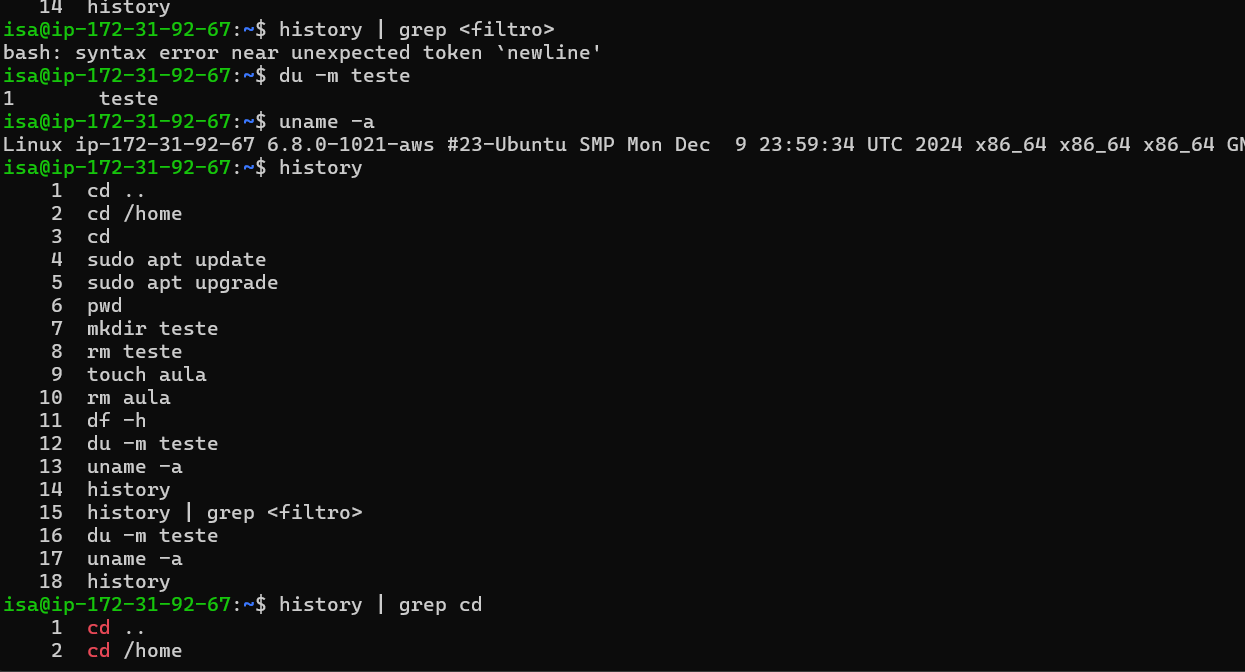 14  history
isa@ip-172-31-92-67:~$ history | grep <filtro>
bash: syntax error near unexpected token `newline'
isa@ip-172-31-92-67:~$ du -m teste
1       teste
isa@ip-172-31-92-67:~$ uname -a
Linux ip-172-31-92-67 6.8.0-1021-aws #23-Ubuntu SMP Mon Dec  9 23:59:34 UTC 2024 x86_64 x86_64 x86_64
isa@ip-172-31-92-67:~$ history
1  cd ..
2  cd /home
3  cd
4  sudo apt update
5  sudo apt upgrade
6  pwd
7  mkdir teste
8  rm teste
9  touch aula
10  rm aula
11  df -h
12  du -m teste
13  uname -a
14  history
15  history | grep <filtro>
16  du -m teste
17  uname -a
18  history
isa@ip-172-31-92-67:~$ history | grep cd
1  cd ..
2  cd /home